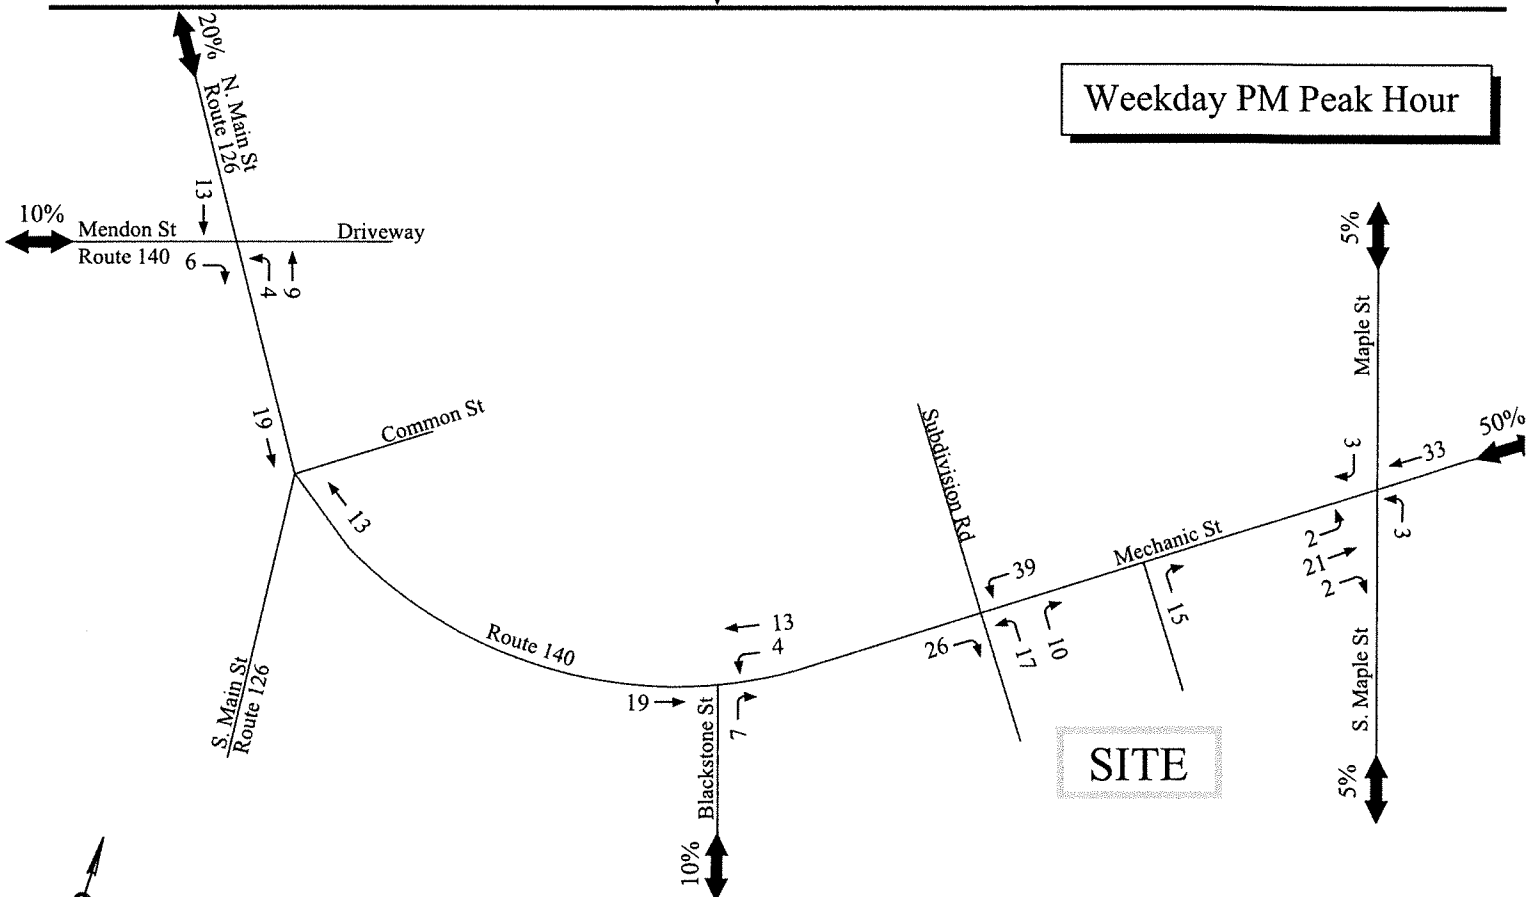 20%
N. Main St
Route 126
Weekday PM Peak Hour
13
10%
Mendon St
Driveway
Route 140
6
4
9
5%
Maple St
50%
19
Common St
Subdivision Rd
3
33
13
Mechanic St
2
3
21
2
39
15
Route 140
13
4
26
17
10
S. Main St
Route 126
19
7
Blackstone St
S. Maple St
SITE
5%
10%